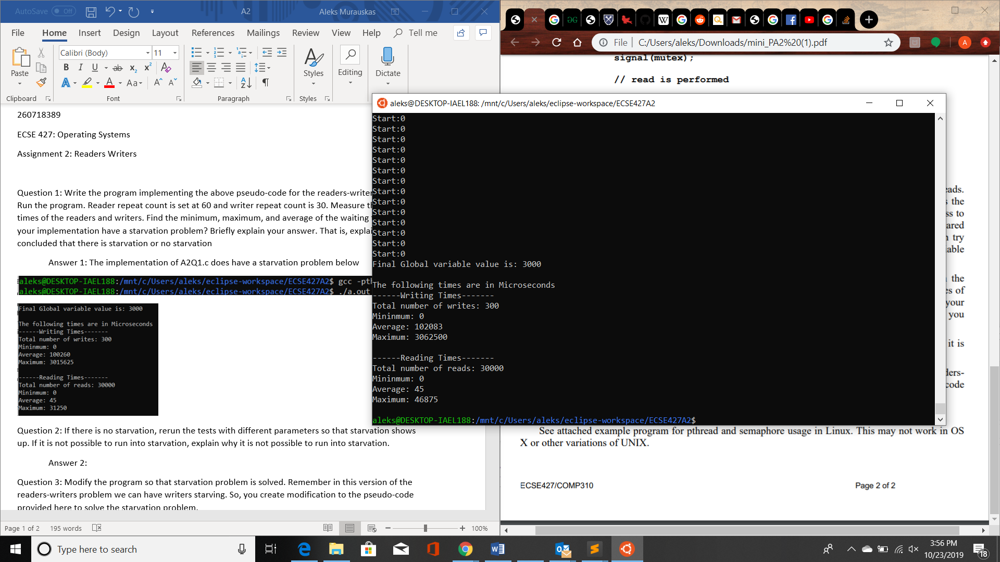 AutoSave Off
A2
Aleks Murauskas
File Home Insert Design Layout References Mailings Review View Help Tell me
Calibri (Body) 11
Paste
Styles
Editing
Dictate
Clipboard
Font
Paragraph
Styles
260718389
ECSE 427: Operating Systems
Assignment 2: Readers Writers
Question 1: Write the program implementing the above pseudo-code for the readers-writer
Run the program. Reader repeat count is set at 60 and writer repeat count is 30. Measure th
times of the readers and writers. Find the minimum, maximum, and average of the waiting
your implementation have a starvation problem? Briefly explain your answer. That is, explai
concluded that there is starvation or no starvation
Answer 1: The implementation of A2Q1.c does have a starvation problem below
aleks@DESKTOP-IAEL188:/mnt/c/Users/aleks/eclipse-workspace/ECSE427A2$ gcc -pth
aleks@DESKTOP-IAEL188:/mnt/c/Users/aleks/eclipse-workspace/ECSE427A2$ ./a.out
Final Global variable value is: 3000
The following times are in Microseconds
------Writing Times-------
Total number of writes: 300
Mininmum: 0
Average: 100260
Maximum: 3015625
------Reading Times-------
Total number of reads: 30000
Mininmum: 0
Average: 45
Maximum: 31250
Question 2: If there is no starvation, rerun the tests with different parameters so that starvation shows
up. If it is not possible to run into starvation, explain why it is not possible to run into starvation.
Answer 2:
Question 3: Modify the program so that starvation problem is solved. Remember in this version of the
readers-writers problem we can have writers starving. So, you create modification to the pseudo-code
provided here to solve the starvation problem.
Page 1 of 2 195 words
100%
File C:/Users/aleks/Downloads/mini_PA2%20(1).pdf
A
signal(mutex);
// read is performed
aleks@DESKTOP-IAEL188: /mnt/c/Users/aleks/eclipse-workspace/ECSE427A2
Start:0
Start:0
Start:0
Start:0
Start:0
Start:0
Start:0
Start:0
Start:0
Start:0
Start:0
Start:0
Start:0
Start:0
Final Global variable value is: 3000
The following times are in Microseconds
------Writing Times-------
Total number of writes: 300
Mininmum: 0
Average: 102083
Maximum: 3062500
------Reading Times-------
Total number of reads: 30000
Mininmum: 0
Average: 45
Maximum: 46875
aleks@DESKTOP-IAEL188:/mnt/c/Users/aleks/eclipse-workspace/ECSE427A2$
eads.
s the
ss to
ared
n try
able
the
es of
your
you
it is
ders-
code
See attached example program for pthread and semaphore usage in Linux. This may not work in OS
X or other variations of UNIX.
ECSE427/COMP310
Page 2 of 2
Type here to search
3:56 PM
10/23/2019
18